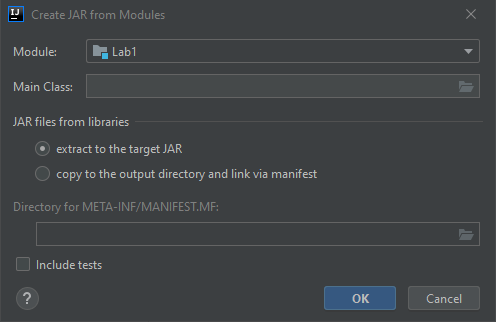 Create JAR from Modules
Module: Lab1
Main Class:
JAR files from libraries
extract to the target JAR
copy to the output directory and link via manifest
Directory for META-INF/MANIFEST.MF:
Include tests
? OK Cancel